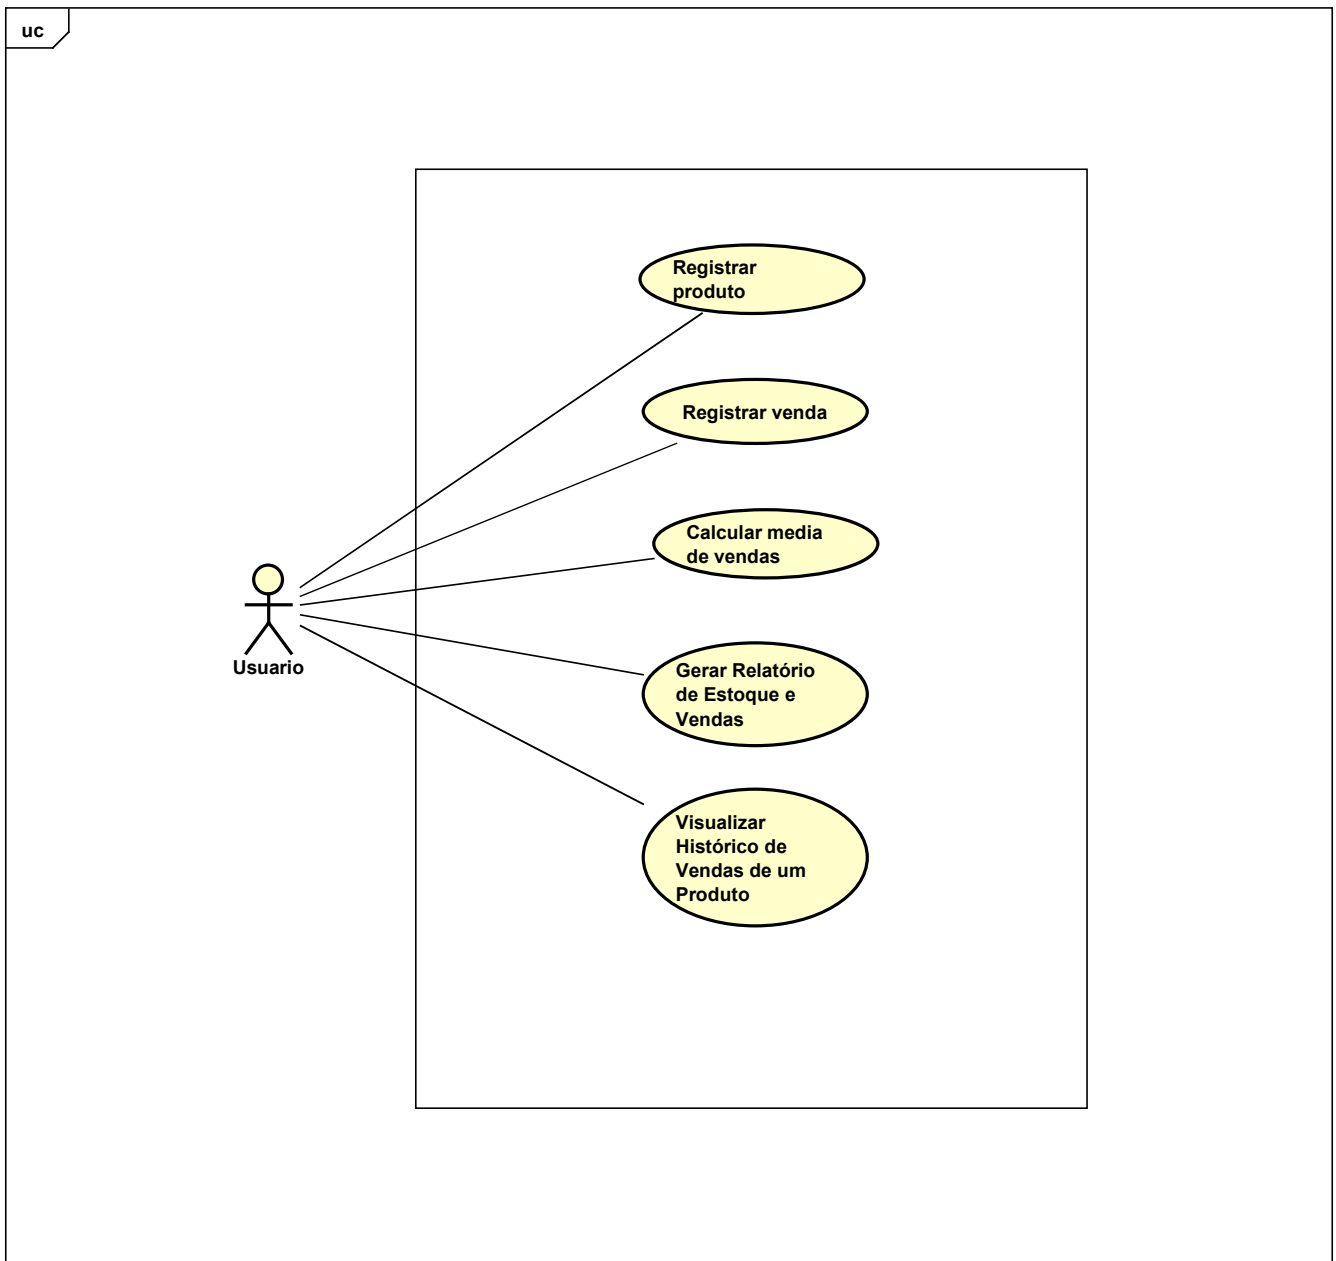 uc
Registrar
produto
Registrar venda
Calcular media
de vendas
Usuario
Gerar Relatório
de Estoque e
Vendas
Visualizar
Histórico de
Vendas de um
Produto